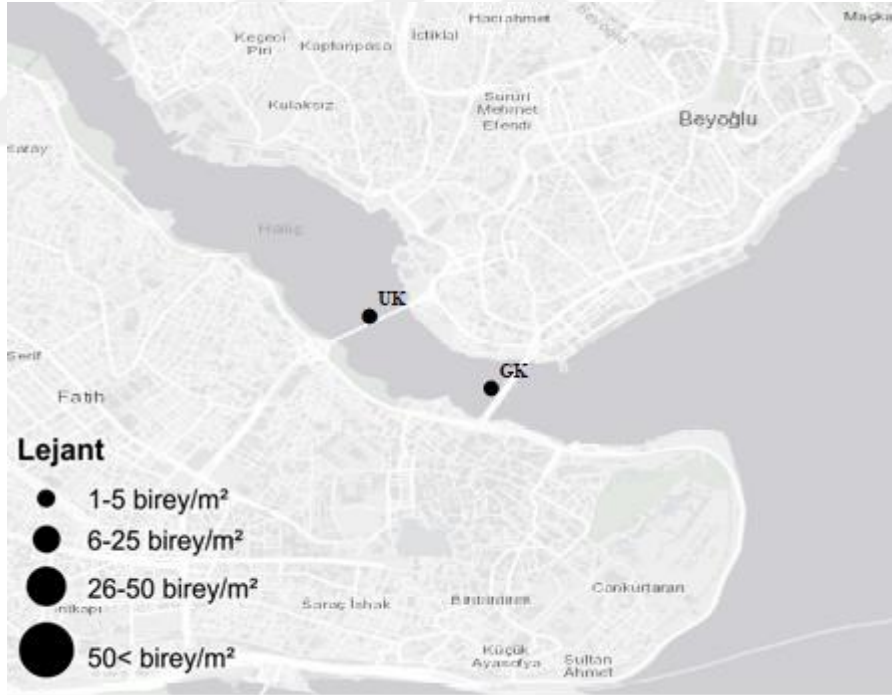 Hacıahmet
Maçka
Keçeci
Piri
Kaptanpaşa
İstiklal
Beyoğlu
Kulaksız
Sururi
Mehmet
Efendi
Beyoğlu
Haliç
UK
GK
Fatih
Lejant
1-5 birey/m²
6-25 birey/m²
26-50 birey/m²
50< birey/m²
Saraç İshak
Binbirdirek
Cankurtaran
Küçük
Ayasofya
Sultan
Ahmet